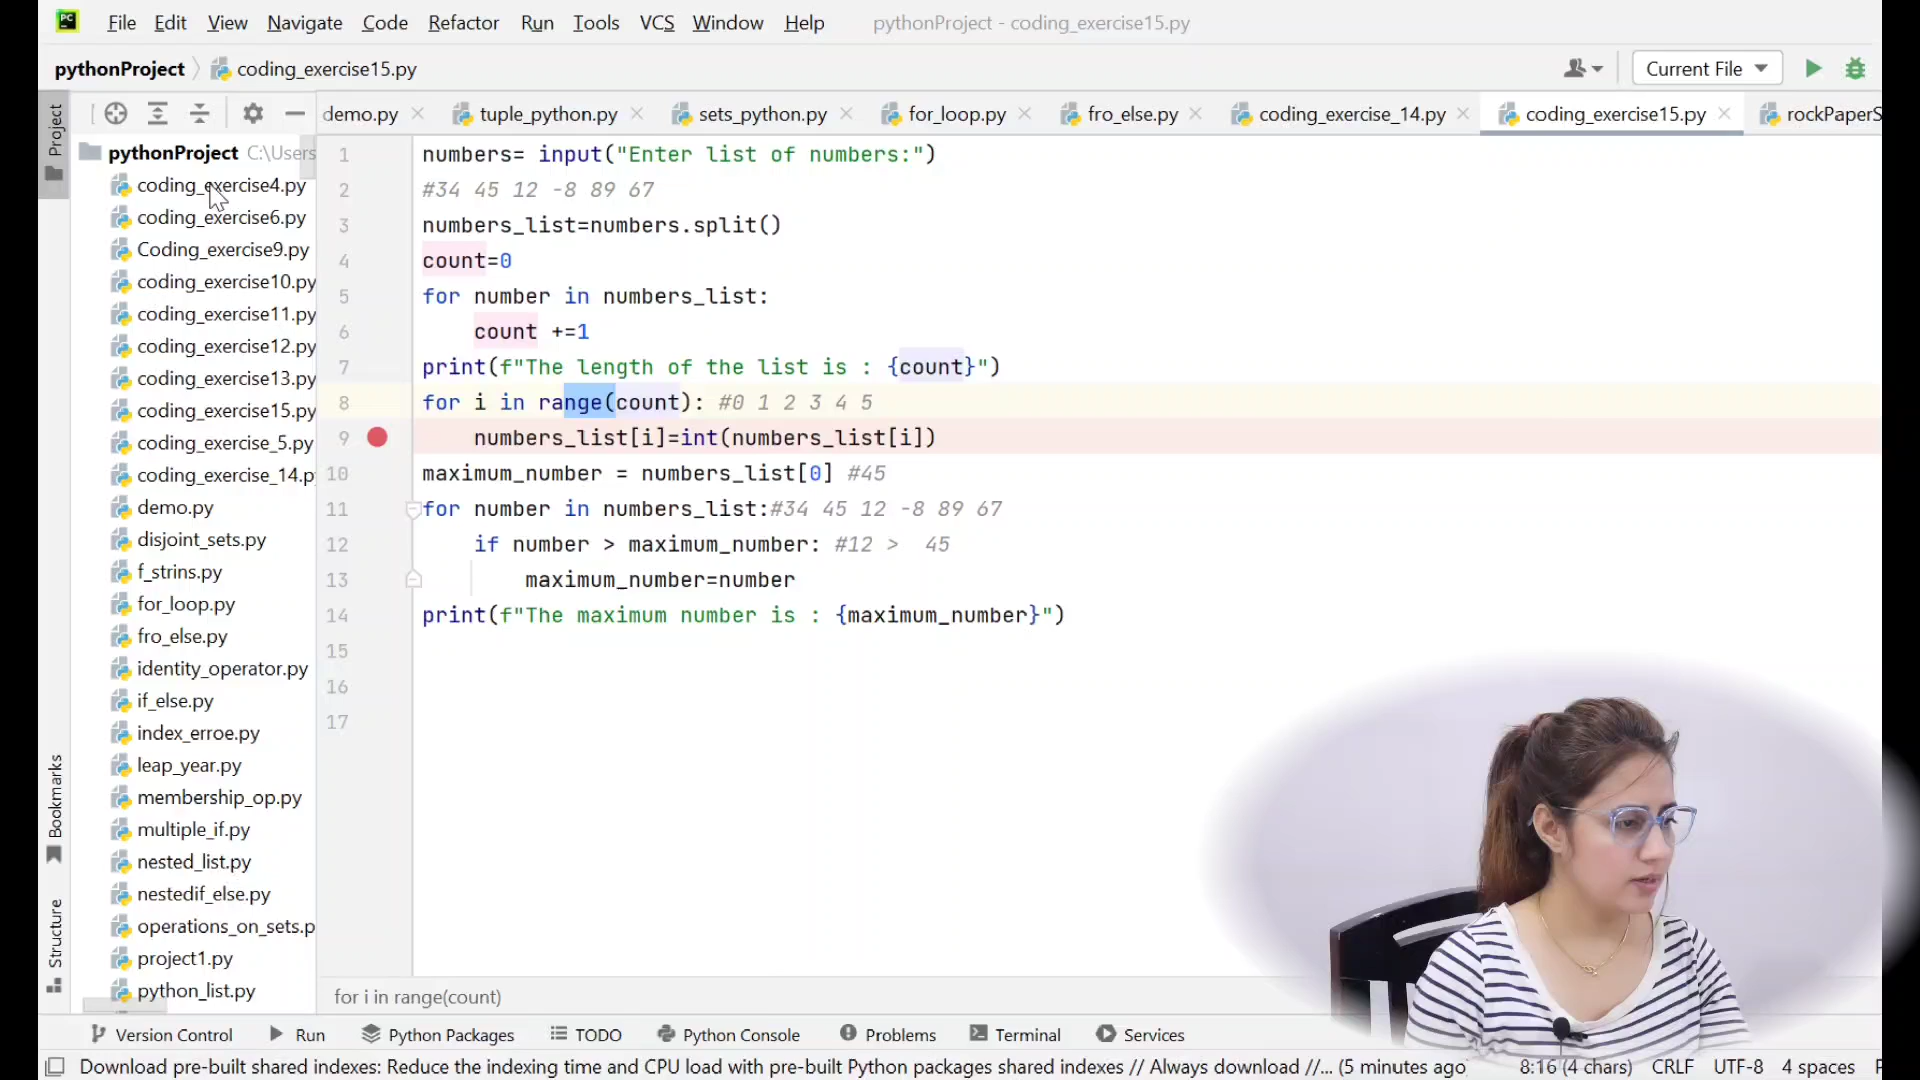 PC File Edit View Navigate Code Refactor Run Tools VCS Window Help pythonProject - coding_exercise15.py
pythonProject coding_exercise15.py Current File
Project
demo.py tuple_python.py sets_python.py for_loop.py fro_else.py coding_exercise_14.py coding_exercise15.py rockPaperS
pythonProject C:\Users
coding_exercise4.py
coding_exercise6.py
Coding_exercise9.py
coding_exercise10.py
coding_exercise11.py
coding_exercise12.py
coding_exercise13.py
coding_exercise15.py
coding_exercise_5.py
coding_exercise_14.p
demo.py
disjoint_sets.py
f_strins.py
for_loop.py
fro_else.py
identity_operator.py
if_else.py
index_erroe.py
leap_year.py
membership_op.py
multiple_if.py
nested_list.py
nestedif_else.py
operations_on_sets.p
project1.py
python_list.py
Bookmarks
Structure
1 numbers= input("Enter list of numbers:")
2 #34 45 12 -8 89 67
3 numbers_list=numbers.split()
4 count=0
5 for number in numbers_list:
6 count +=1
7 print(f"The length of the list is : {count}")
8 for i in range(count): #0 1 2 3 4 5
9 numbers_list[i]=int(numbers_list[i])
10 maximum_number = numbers_list[0] #45
11 for number in numbers_list:#34 45 12 -8 89 67
12 if number > maximum_number: #12 > 45
13 maximum_number=number
14 print(f"The maximum number is : {maximum_number}")
15
16
17
for i in range(count)
Version Control Run Python Packages TODO Python Console Problems Terminal Services
Download pre-built shared indexes: Reduce the indexing time and CPU load with pre-built Python packages shared indexes // Always download //... (5 minutes ago 8:16 (4 chars) CRLF UTF-8 4 spaces